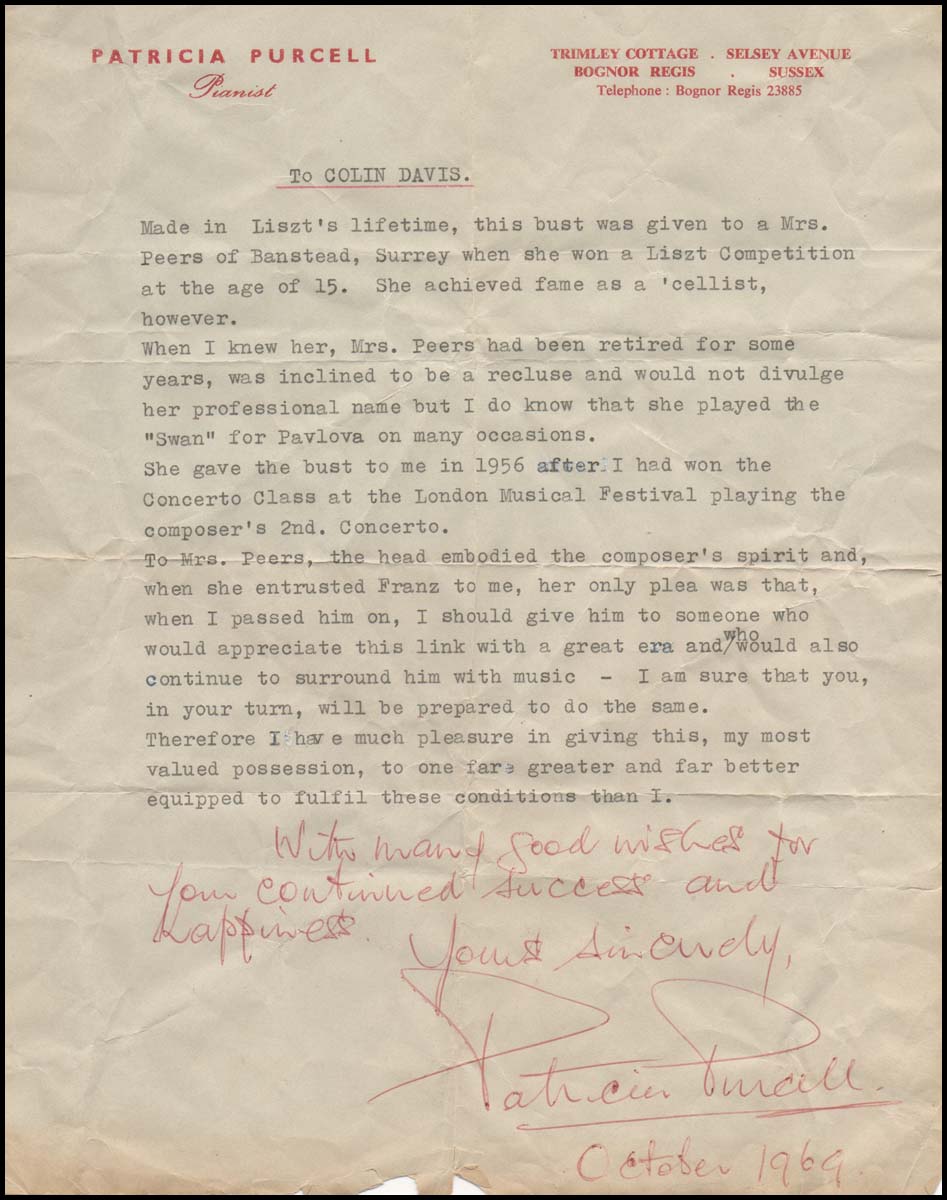 PATRICIA PURCELL
Pianist
TRIMLEY COTTAGE . SELSEY AVENUE
BOGNOR REGIS . SUSSEX
Telephone : Bognor Regis 23885
To COLIN DAVIS.
Made in Liszt's lifetime, this bust was given to a Mrs.
Peers of Banstead, Surrey when she won a Liszt Competition
at the age of 15. She achieved fame as a 'cellist,
however.
When I knew her, Mrs. Peers had been retired for some
years, was inclined to be a recluse and would not divulge
her professional name but I do know that she played the
"Swan" for Pavlova on many occasions.
She gave the bust to me in 1956 after I had won the
Concerto Class at the London Musical Festival playing the
composer's 2nd. Concerto.
To Mrs. Peers, the head embodied the composer's spirit and,
when she entrusted Franz to me, her only plea was that,
when I passed him on, I should give him to someone who
would appreciate this link with a great era and/who would also
continue to surround him with music - I am sure that you,
in your turn, will be prepared to do the same.
Therefore I have much pleasure in giving this, my most
valued possession, to one far greater and far better
equipped to fulfil these conditions than I.
With many good wishes for
your continued success and
happiness.
Yours sincerely,
Patricia Purcell.
October 1969.